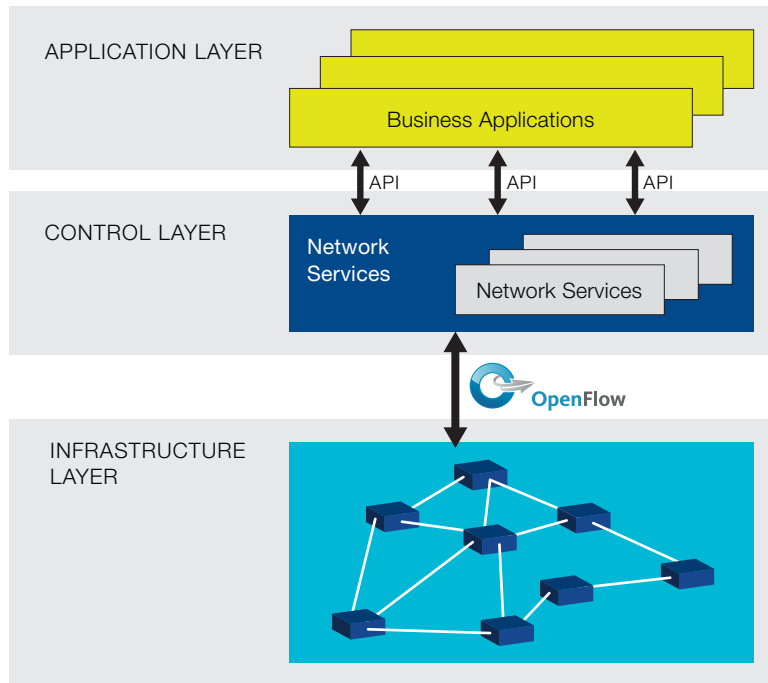 APPLICATION LAYER
Business Applications
API
API
API
CONTROL LAYER
Network
Services
Network Services
OpenFlow
INFRASTRUCTURE
LAYER